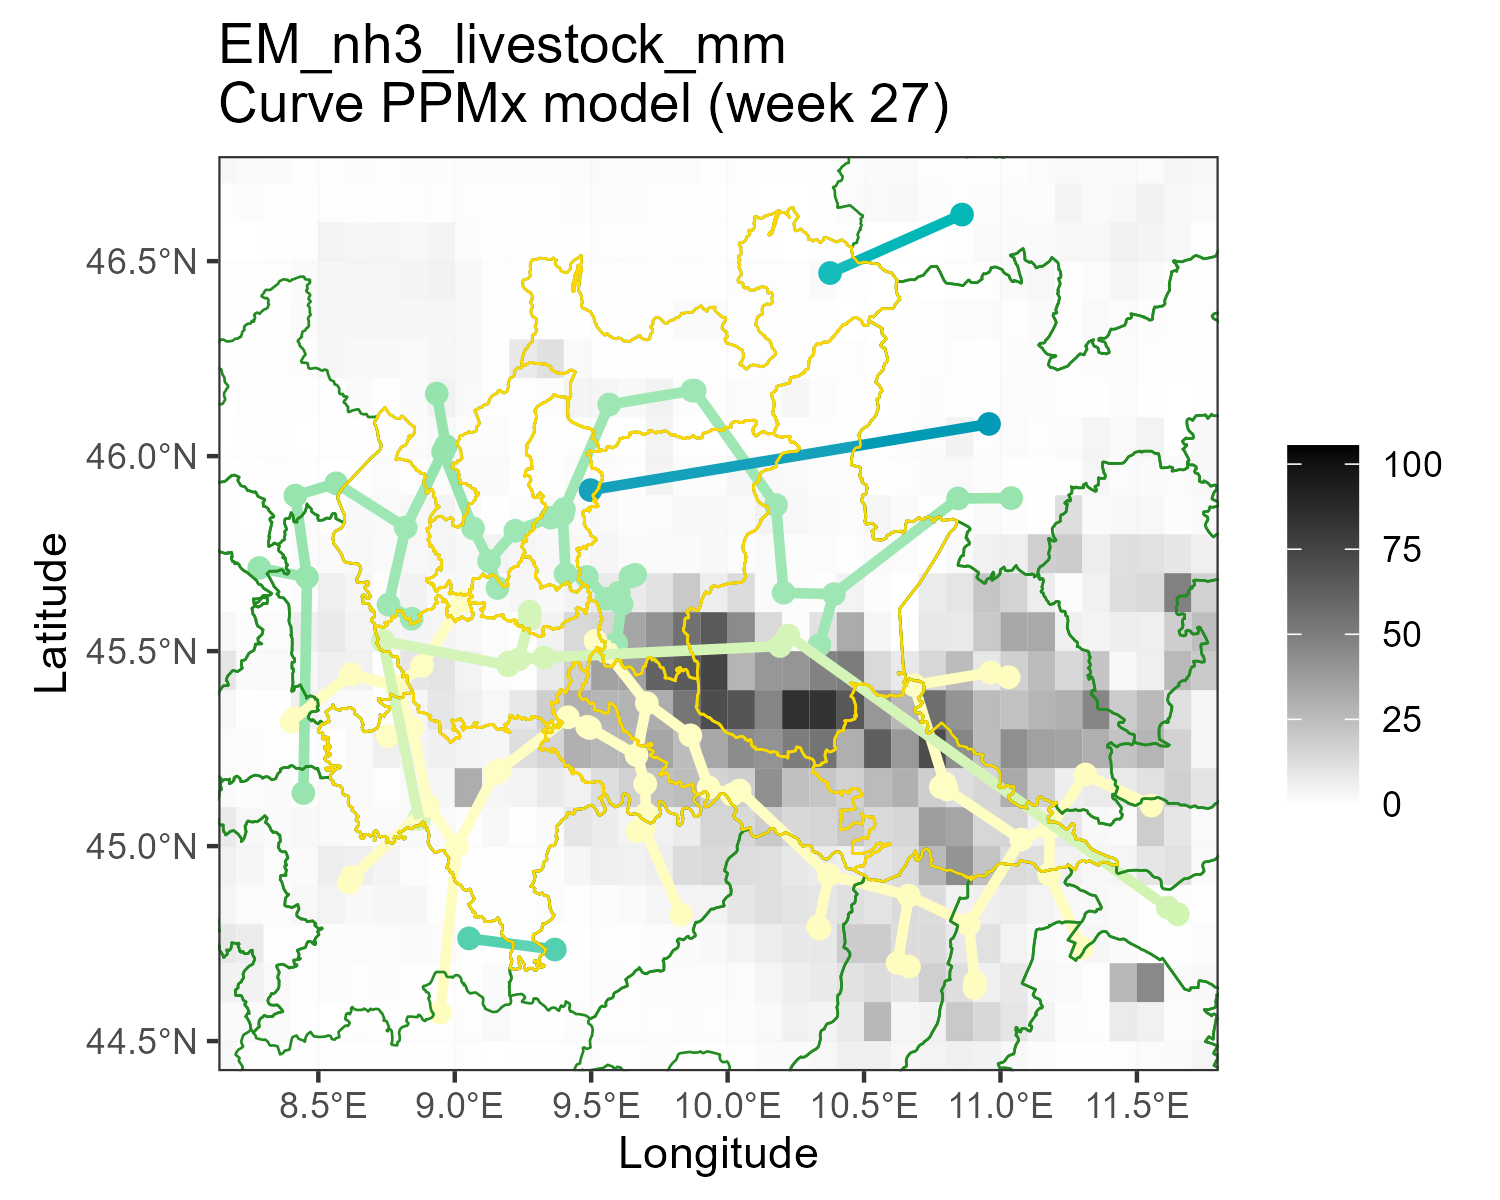 EM_nh3_livestock_mm
Curve PPMx model (week 27)
46.5°N
46.0°N
45.5°N
45.0°N
44.5°N
Latitude
8.5°E
9.0°E
9.5°E
10.0°E
10.5°E
11.0°E
11.5°E
Longitude
100
75
50
25
0